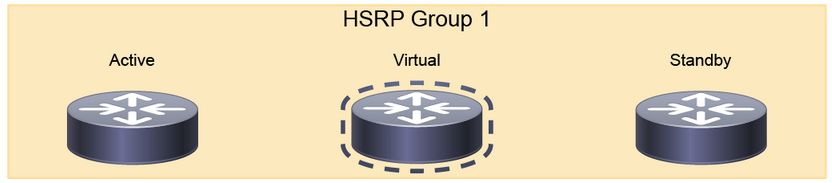 HSRP Group 1
Active
Virtual
Standby